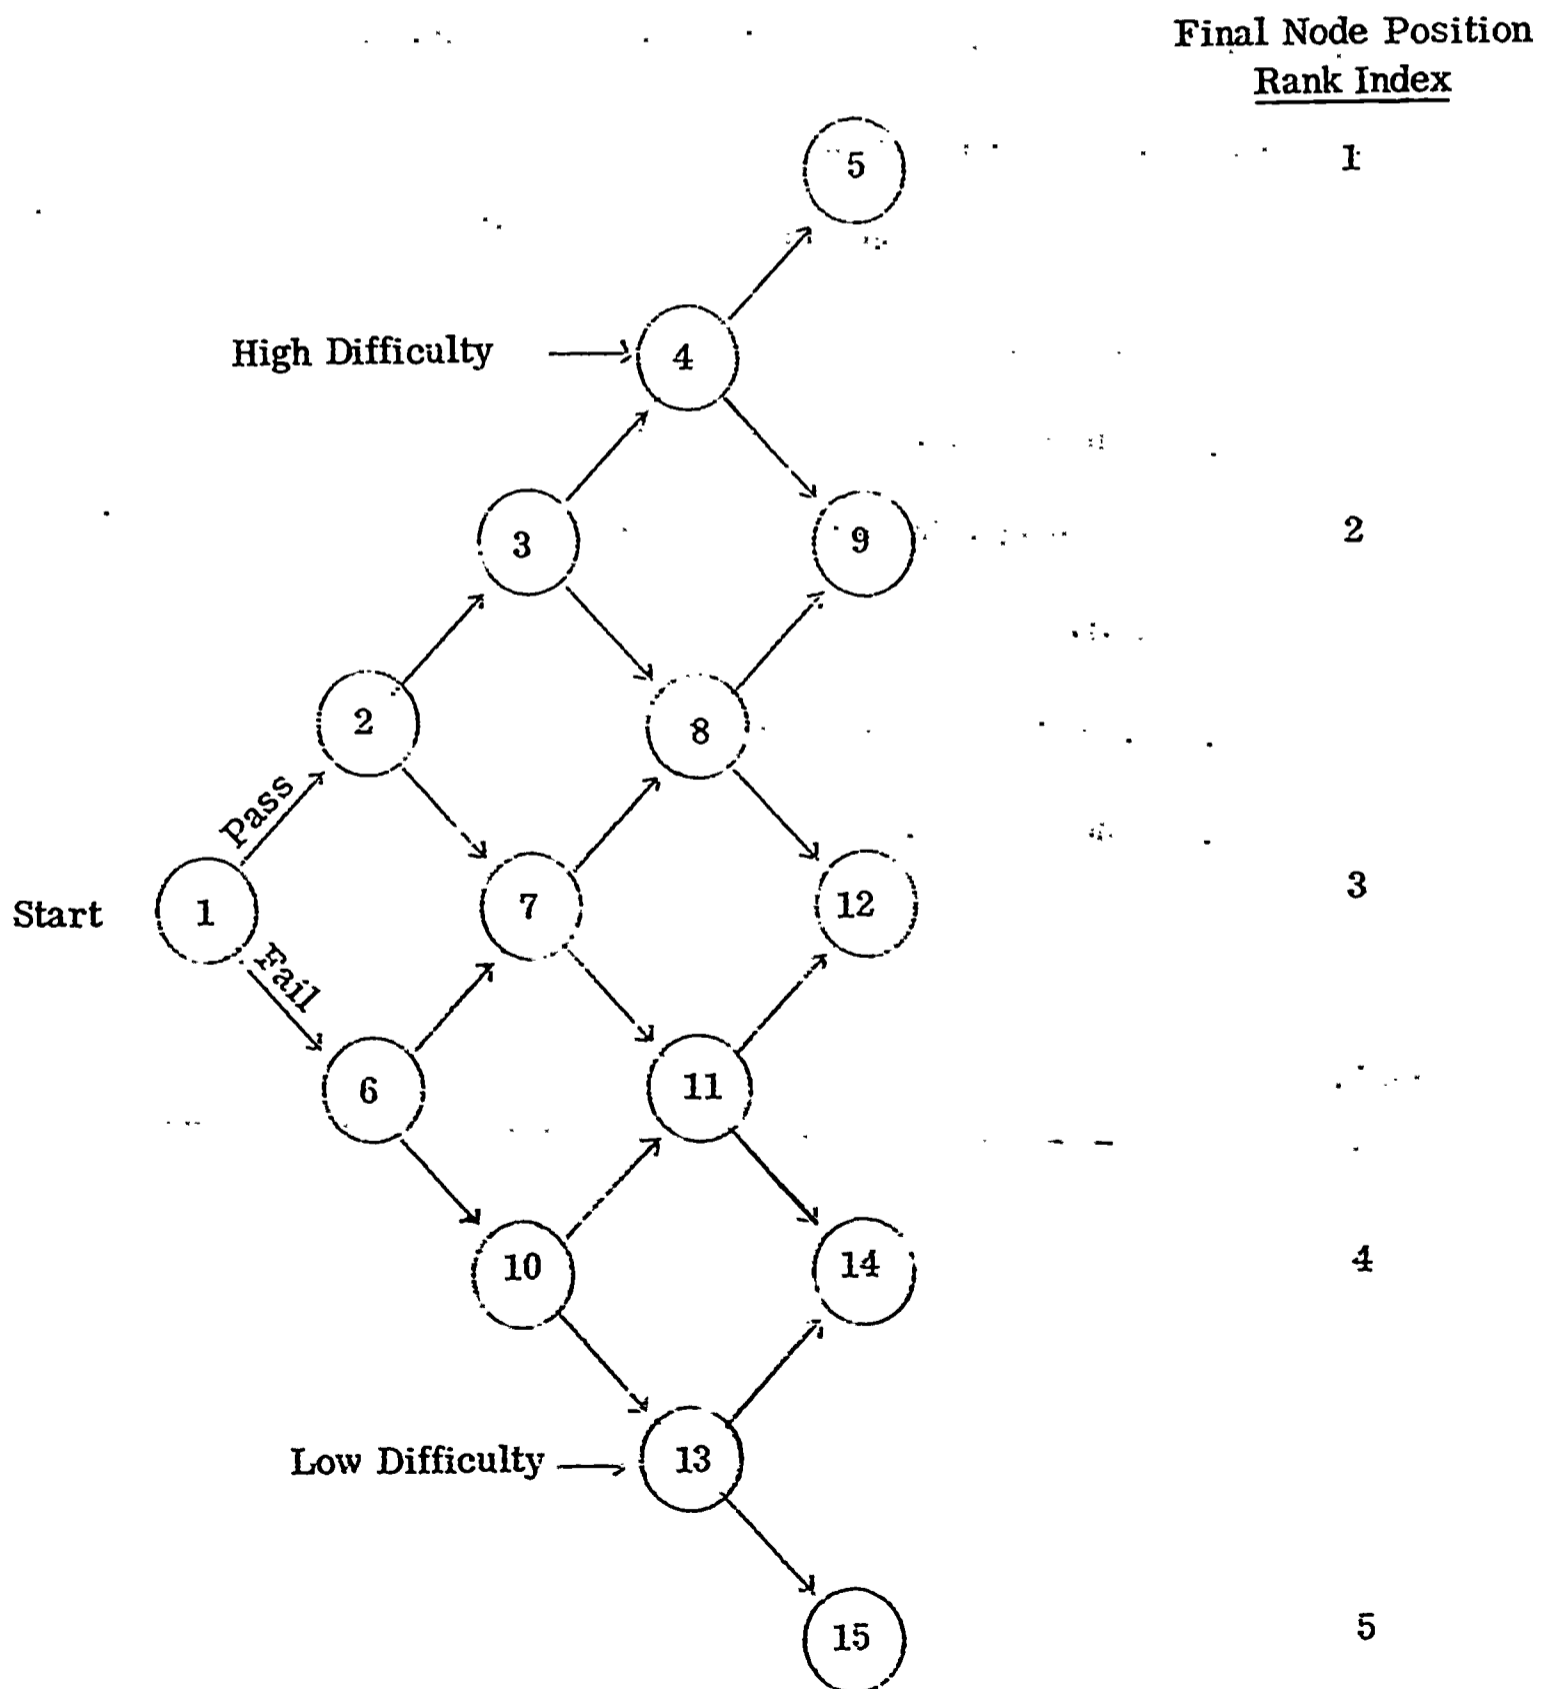 Final Node Position
Rank Index
5 1
High Difficulty 4
3 9 2
2 8
Pass
Start 1 7 12 3
Fail
6 11
10 14 4
Low Difficulty 13
15 5